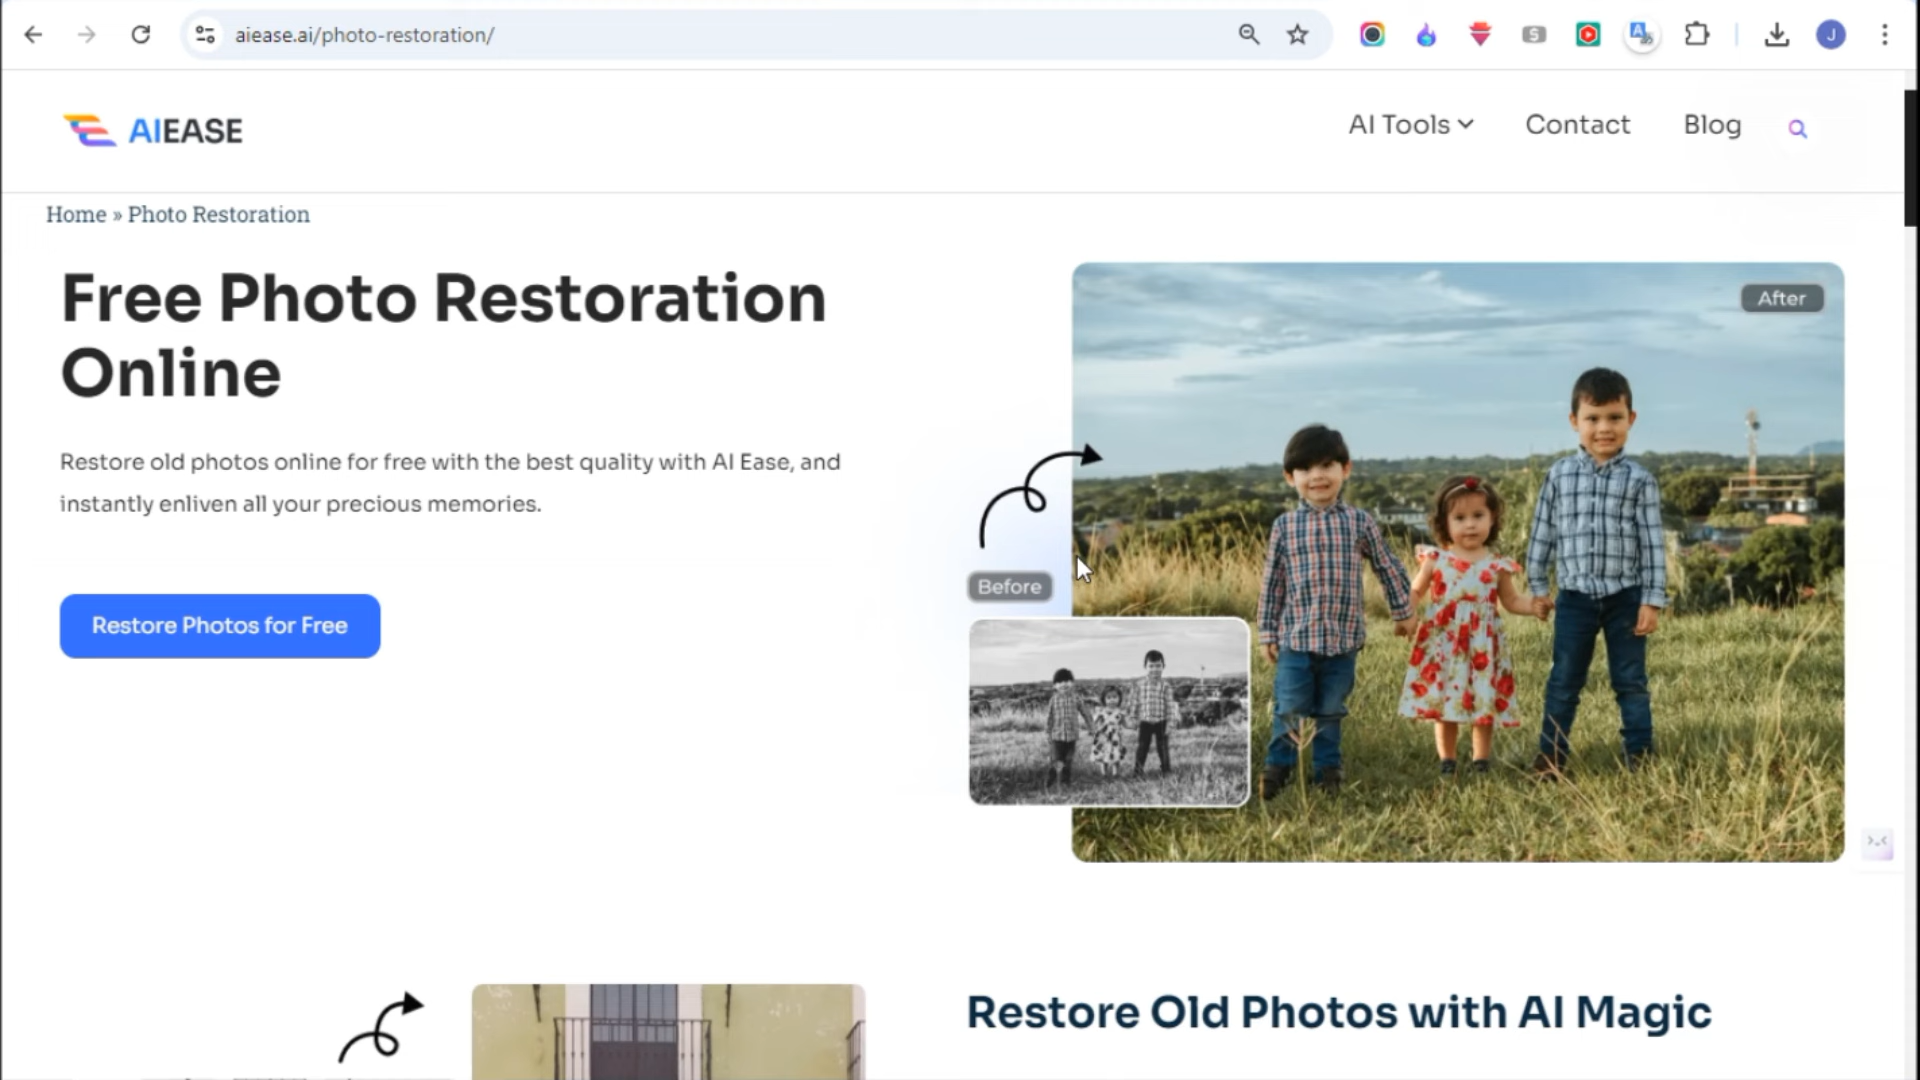 aiease.ai/photo-restoration/
S
A
J
AIEASE
AI Tools
Contact
Blog
Home » Photo Restoration
Free Photo Restoration
Online
Restore old photos online for free with the best quality with AI Ease, and
instantly enliven all your precious memories.
Restore Photos for Free
After
Before
Restore Old Photos with AI Magic